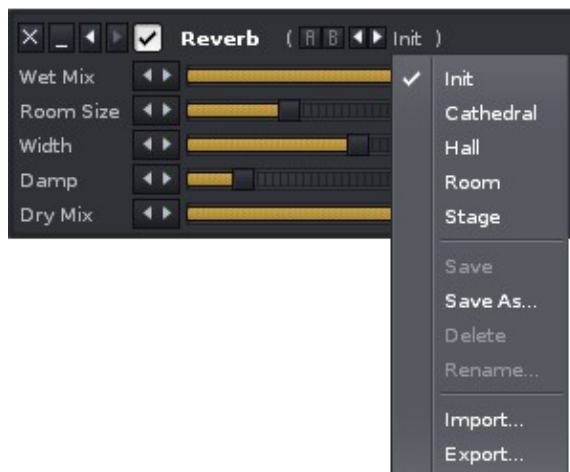 Reverb ( A B Init )
Wet Mix
Room Size
Width
Damp
Dry Mix
Init
Cathedral
Hall
Room
Stage
Save
Save As...
Delete
Rename...
Import...
Export...